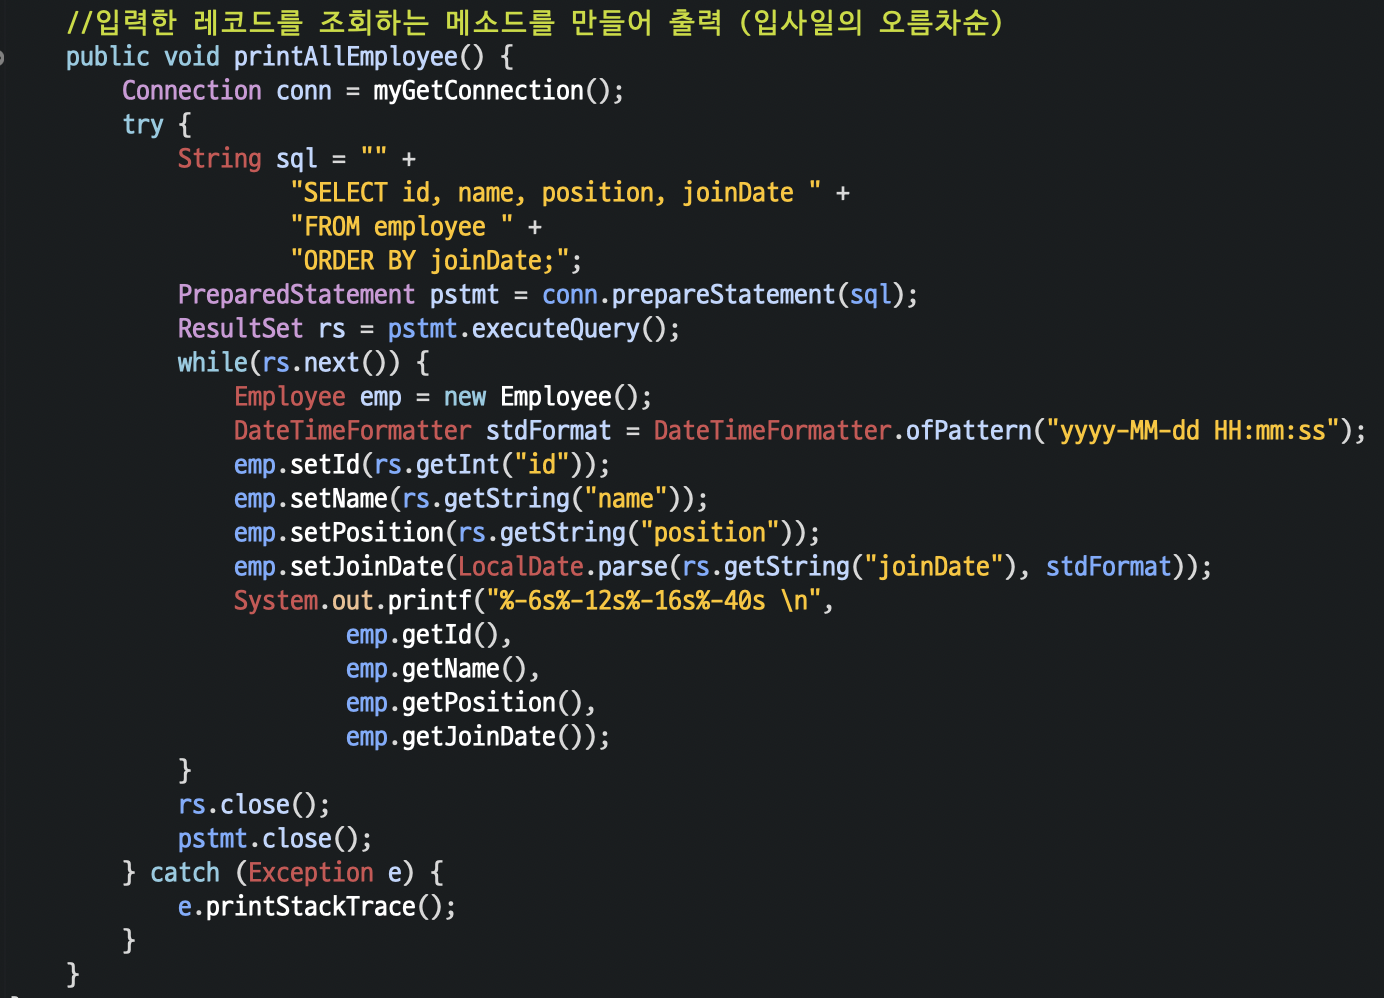 //입력한 레코드를 조회하는 메소드를 만들어 출력 (입사일의 오름차순)
public void printAllEmployee() {
Connection conn = myGetConnection();
try {
String sql = "" +
"SELECT id, name, position, joinDate " +
"FROM employee " +
"ORDER BY joinDate;";
PreparedStatement pstmt = conn.prepareStatement(sql);
ResultSet rs = pstmt.executeQuery();
while(rs.next()) {
Employee emp = new Employee();
DateTimeFormatter stdFormat = DateTimeFormatter.ofPattern("yyyy-MM-dd HH:mm:ss");
emp.setId(rs.getInt("id"));
emp.setName(rs.getString("name"));
emp.setPosition(rs.getString("position"));
emp.setJoinDate(LocalDate.parse(rs.getString("joinDate"), stdFormat));
System.out.printf("%-6s%-12s%-16s%-40s \n",
emp.getId(),
emp.getName(),
emp.getPosition(),
emp.getJoinDate());
}
rs.close();
pstmt.close();
} catch (Exception e) {
e.printStackTrace();
}
}